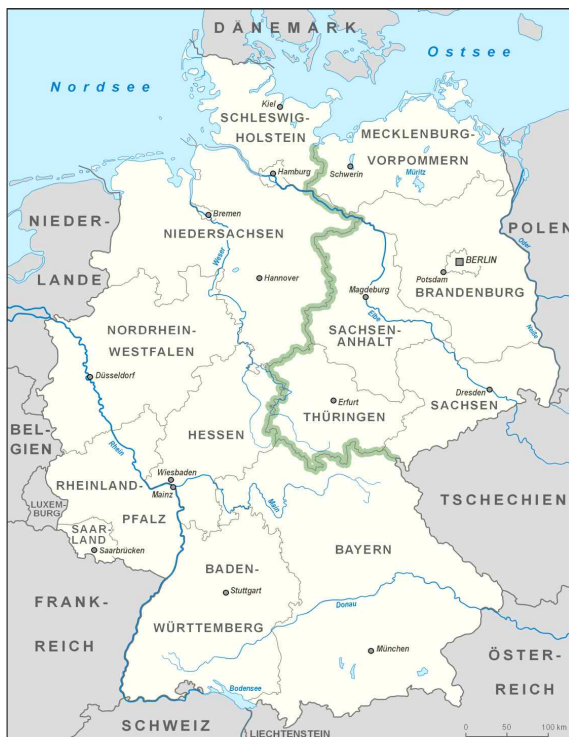 DÄNEMARK
Nordsee
Ostsee
Kiel
SCHLESWIG-
HOLSTEIN
MECKLENBURG-
VORPOMMERN
Schwerin
Müritz
Hamburg
Bremen
NIEDER-
LANDE
NIEDERSACHSEN
Weser
Hannover
POLEN
Oder
BERLIN
Potsdam
BRANDENBURG
Magdeburg
Elbe
SACHSEN-
ANHALT
Neiße
NORDRHEIN-
WESTFALEN
Düsseldorf
Erfurt
THÜRINGEN
Dresden
SACHSEN
HESSEN
BEL-
GIEN
Rhein
Wiesbaden
Mainz
RHEINLAND-
PFALZ
LUXEM-
BURG
Main
TSCHECHIEN
SAAR-
LAND
Saarbrücken
BAYERN
BADEN-
WÜRTTEMBERG
Stuttgart
Donau
FRANK-
REICH
München
ÖSTER-
REICH
Bodensee
SCHWEIZ
LIECHTENSTEIN
0 50 100 km